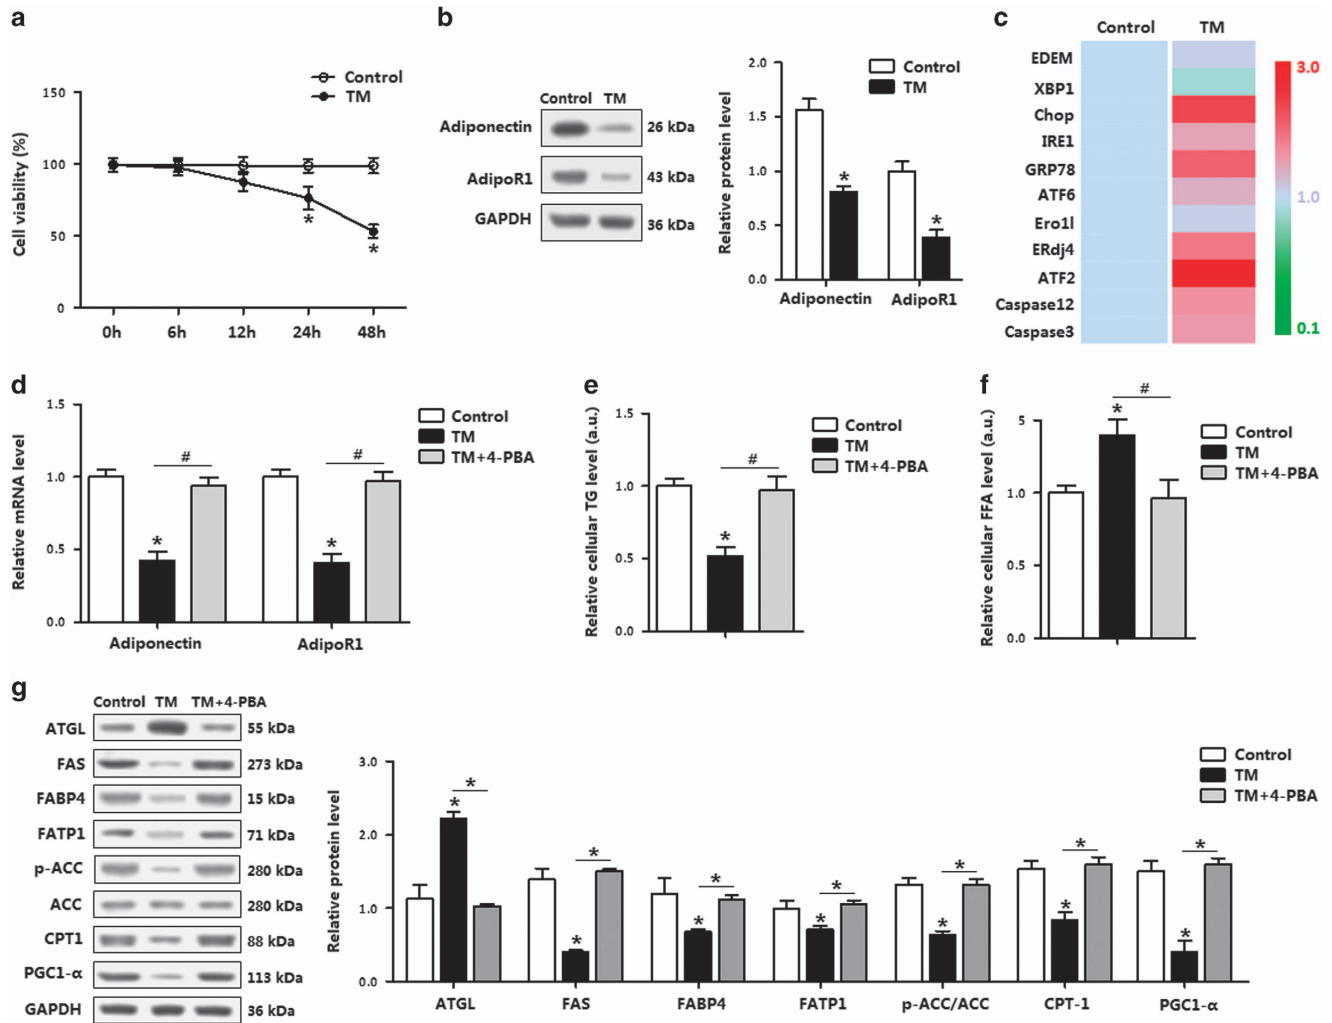 a
Control
TM
Cell viability (%)
150
100
50
0
*
*
0h 6h 12h 24h 48h
b
Control TM
Adiponectin 26 kDa
AdipoR1 43 kDa
GAPDH 36 kDa
Relative protein level
2.0
1.5
1.0
0.5
0.0
Control
TM
*
*
Adiponectin AdipoR1
c
Control TM
EDEM
XBP1
Chop
IRE1
GRP78
ATF6
Ero1l
ERdj4
ATF2
Caspase12
Caspase3
3.0
1.0
0.1
d
Relative mRNA level
1.5
1.0
0.5
0.0
Control
TM
TM+4-PBA
# #
* *
Adiponectin AdipoR1
e
Relative cellular TG level (a.u.)
1.5
1.0
0.5
0.0
Control
TM
TM+4-PBA
#
*
f
Relative cellular FFA level (a.u.)
5
1.0
0.5
0.0
Control
TM
TM+4-PBA
#
*
g
Control TM TM+4-PBA
ATGL 55 kDa
FAS 273 kDa
FABP4 15 kDa
FATP1 71 kDa
p-ACC 280 kDa
ACC 280 kDa
CPT1 88 kDa
PGC1-α 113 kDa
GAPDH 36 kDa
Relative protein level
3.0
2.0
1.0
0.0
Control
TM
TM+4-PBA
* * * * * * *
* * * * * * *
ATGL FAS FABP4 FATP1 p-ACC/ACC CPT-1 PGC1-α